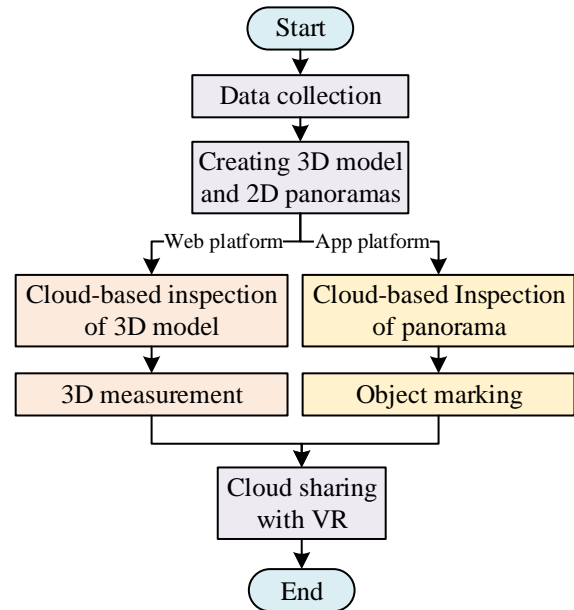 Start
Data collection
Creating 3D model
and 2D panoramas
Web platform
App platform
Cloud-based inspection
of 3D model
Cloud-based Inspection
of panorama
3D measurement
Object marking
Cloud sharing
with VR
End